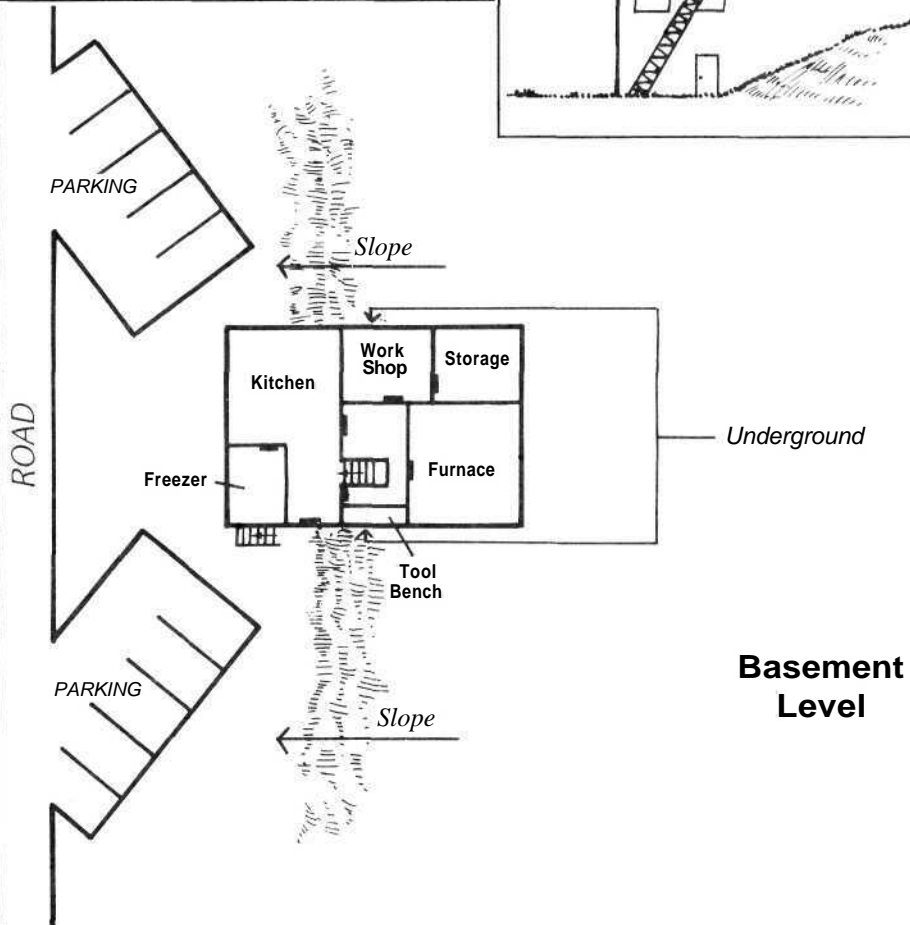 PARKING
Slope
Work
Shop
Storage
Kitchen
ROAD
Underground
Freezer
Furnace
Tool
Bench
PARKING
Slope
Basement
Level